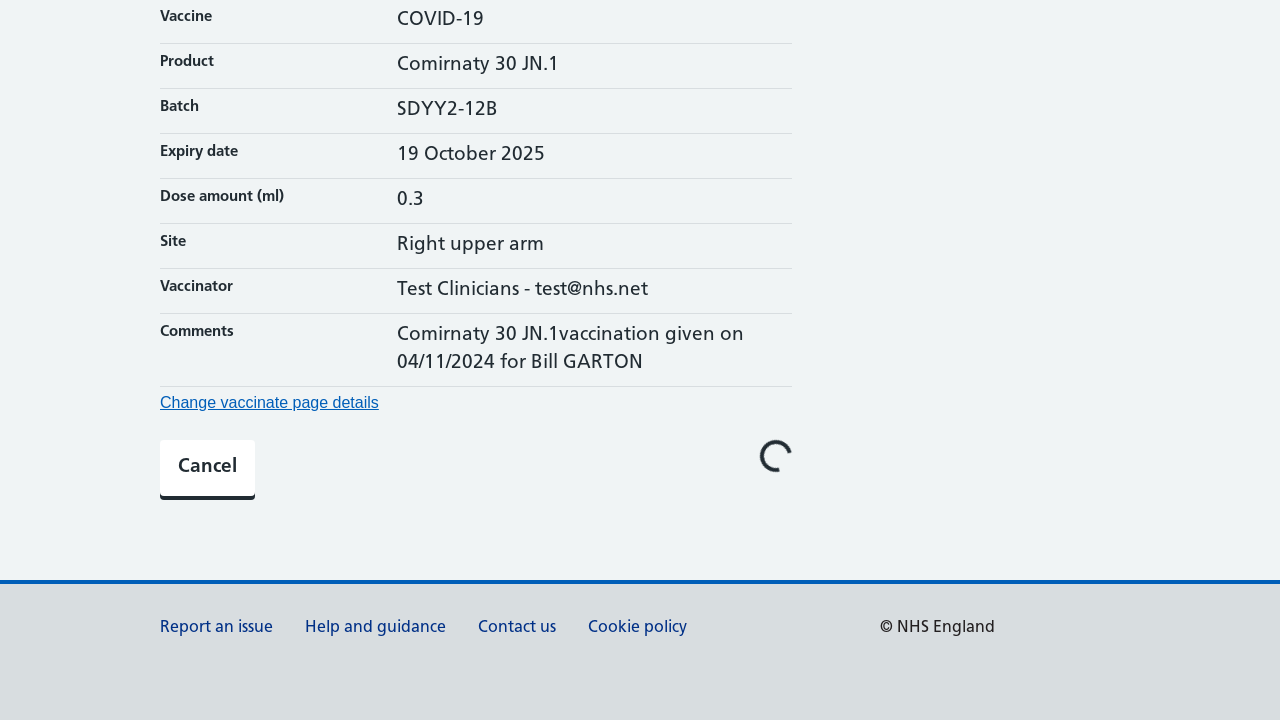 Vaccine COVID-19
Product Comirnaty 30 JN.1
Batch SDYY2-12B
Expiry date 19 October 2025
Dose amount (ml) 0.3
Site Right upper arm
Vaccinator Test Clinicians - test@nhs.net
Comments Comirnaty 30 JN.1vaccination given on
04/11/2024 for Bill GARTON
Change vaccinate page details
Cancel
Report an issue Help and guidance Contact us Cookie policy © NHS England